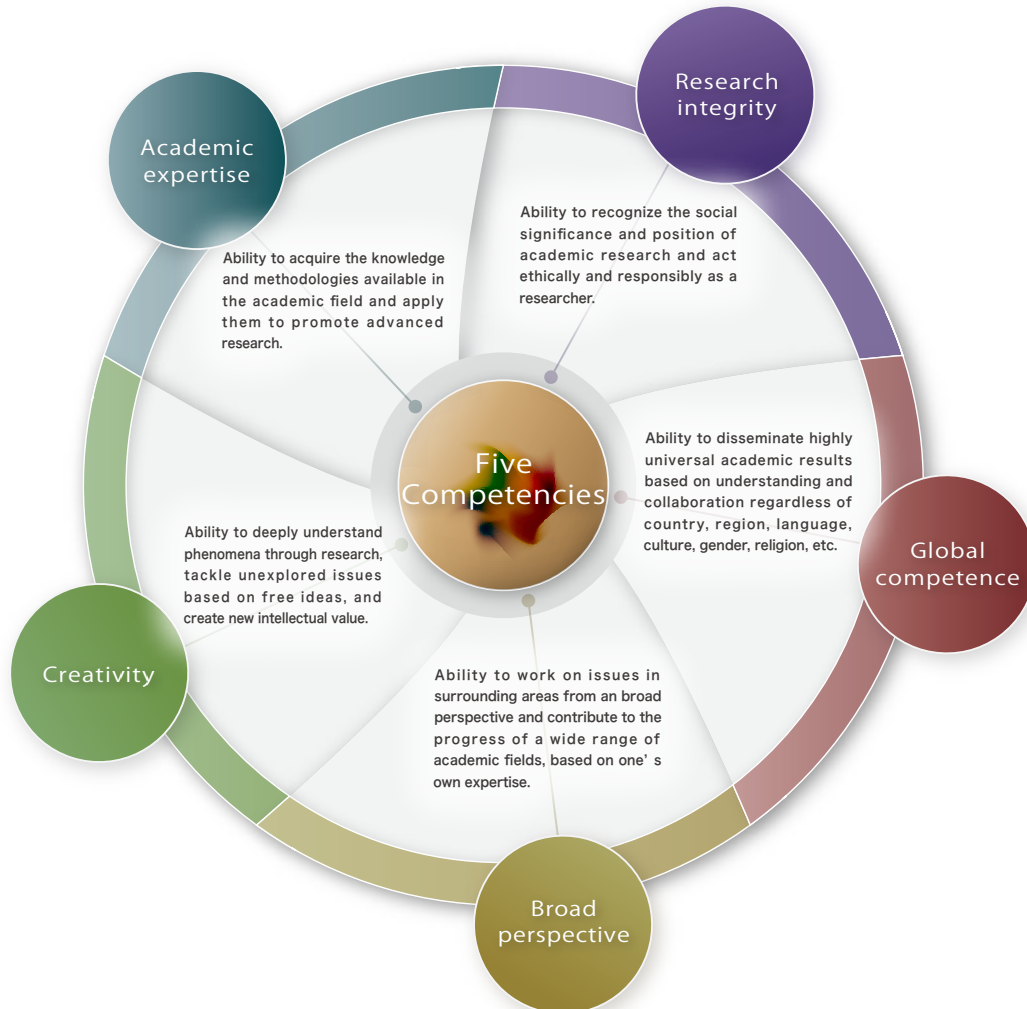 Research
integrity
Academic
expertise
Ability to recognize the social
significance and position of
academic research and act
ethically and responsibly as a
researcher.
Ability to acquire the knowledge
and methodologies available in
the academic field and apply
them to promote advanced
research.
Five
Competencies
Ability to disseminate highly
universal academic results
based on understanding and
collaboration regardless of
country, region, language,
culture, gender, religion, etc.
Global
competence
Ability to deeply understand
phenomena through research,
tackle unexplored issues
based on free ideas, and
create new intellectual value.
Creativity
Ability to work on issues in
surrounding areas from an broad
perspective and contribute to the
progress of a wide range of
academic fields, based on one’ s
own expertise.
Broad
perspective